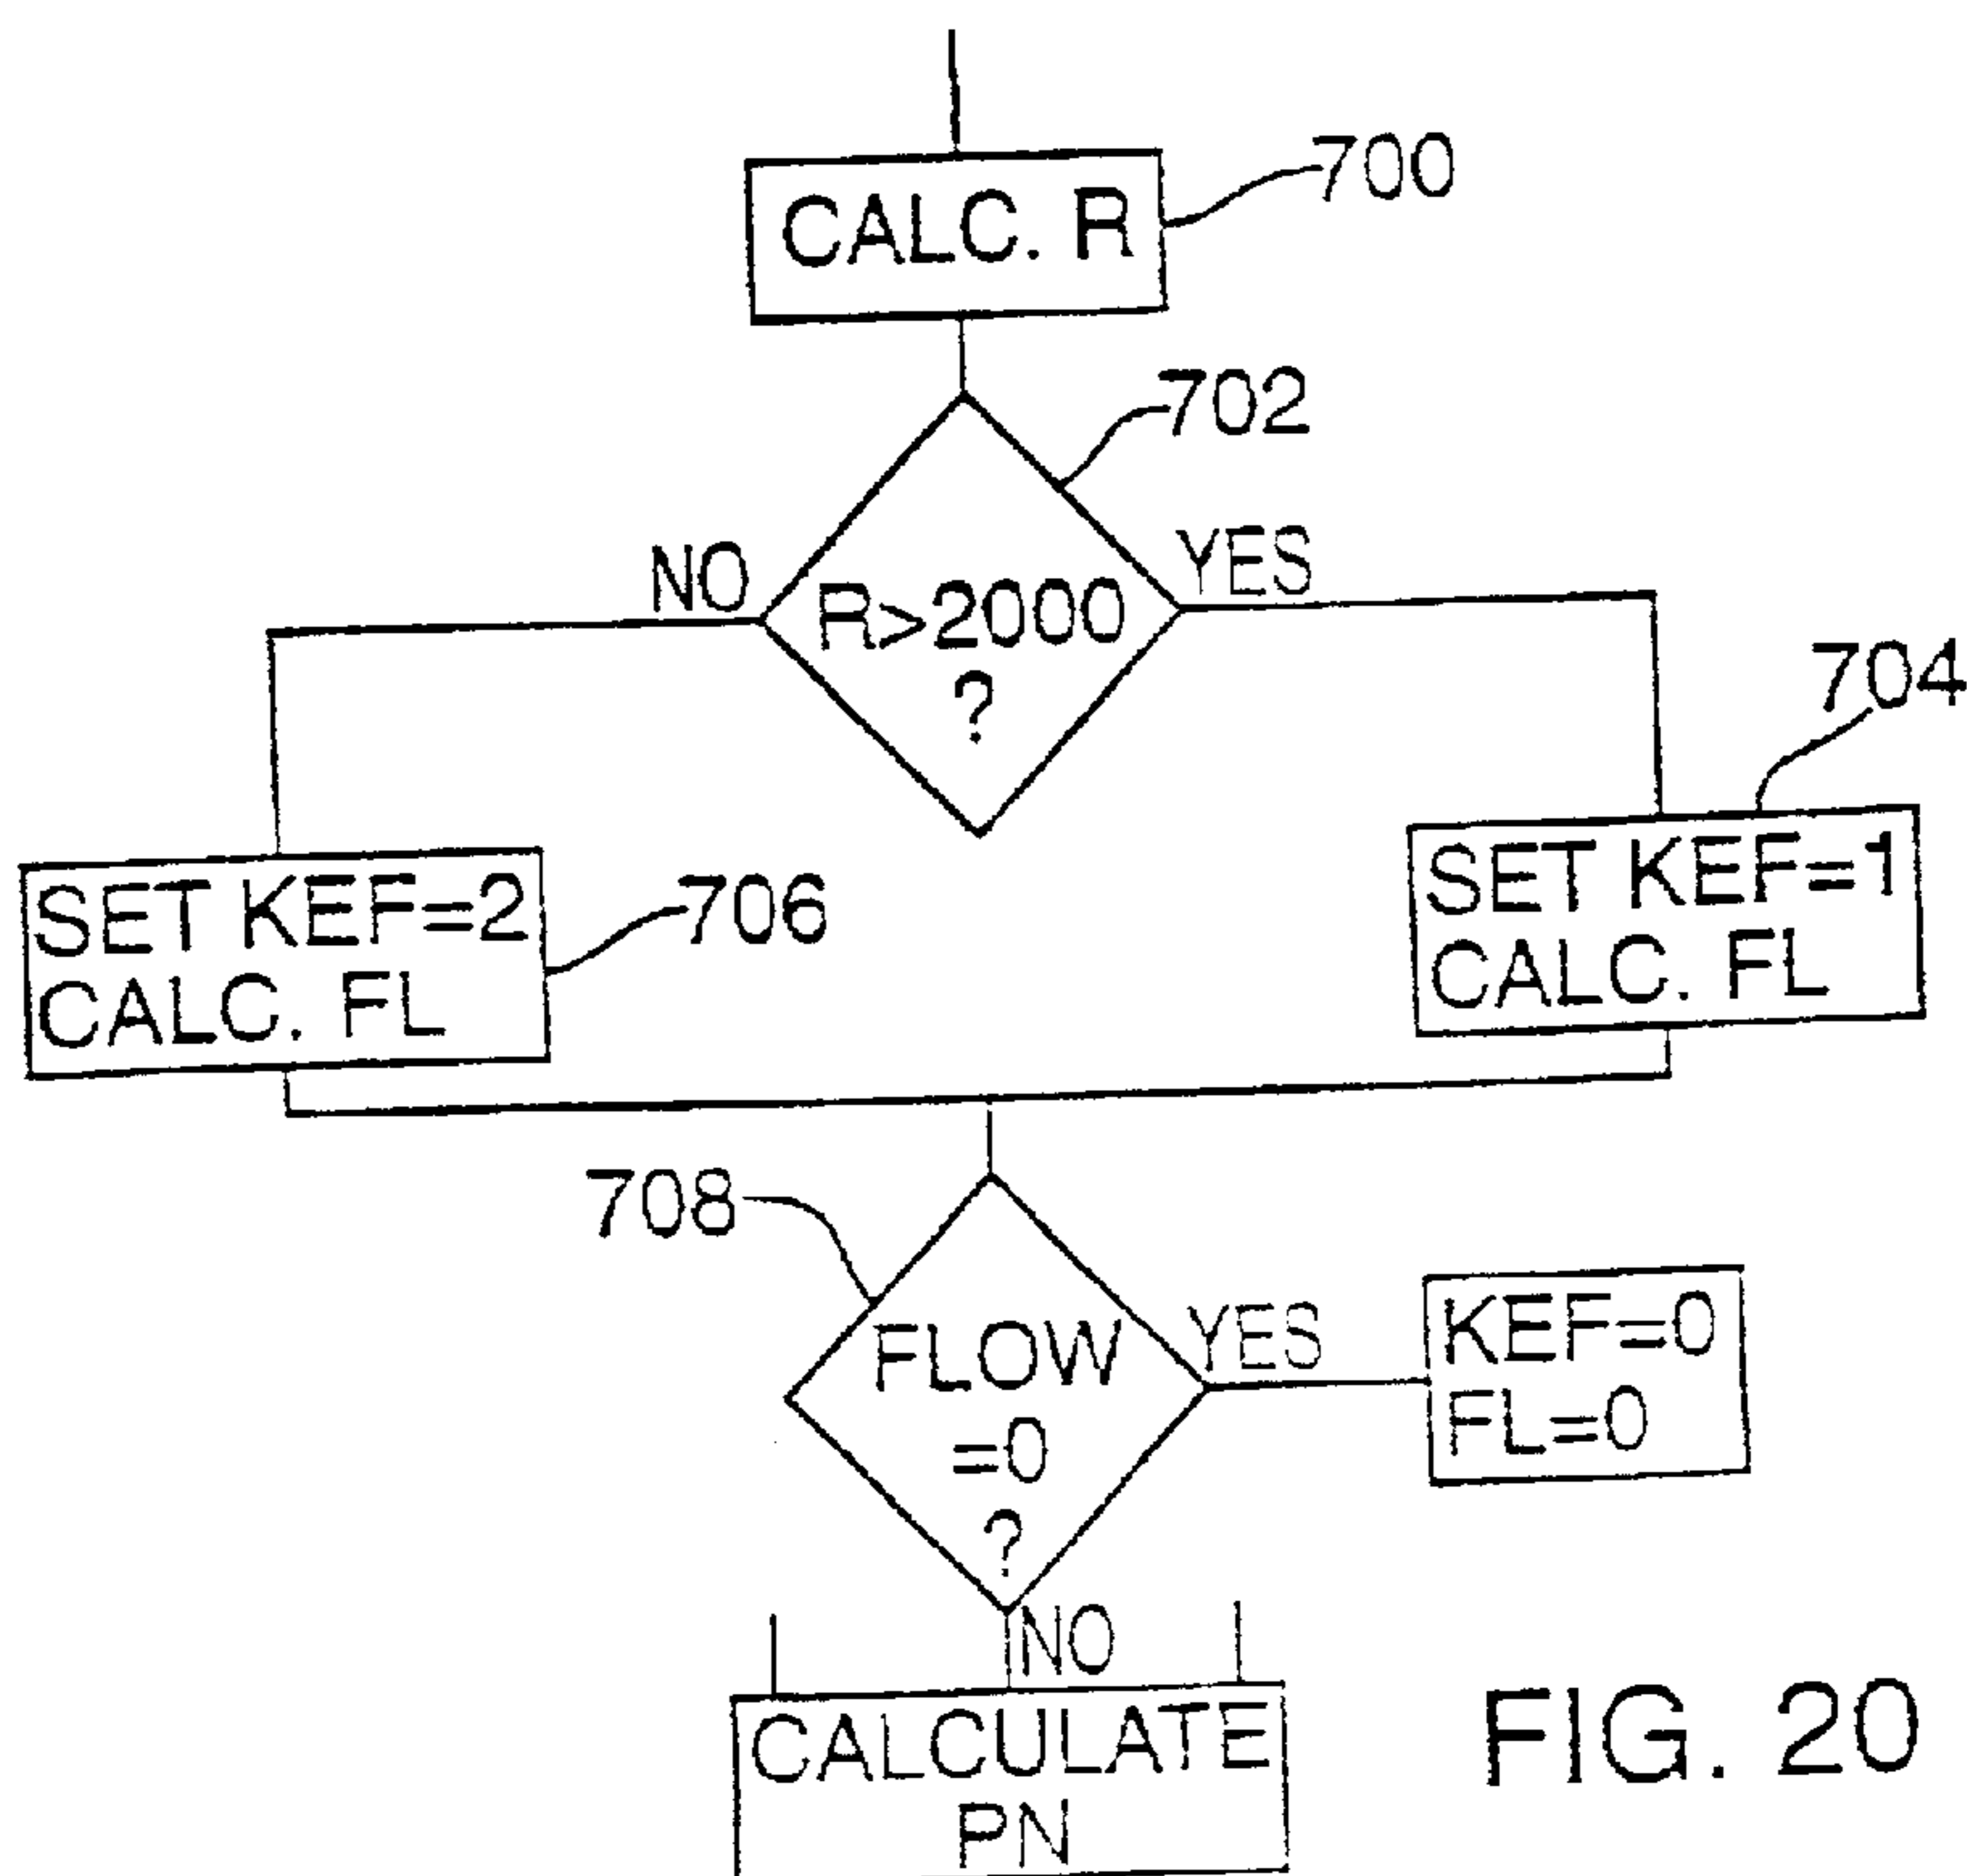 CALC. R
700
702
NO
YES
R>2000
?
704
SET KEF=2
CALC. FL
706
SET KEF=1
CALC. FL
708
FLOW
=0
?
YES
KEF=0
FL=0
NO
CALCULATE
PN
FIG. 20